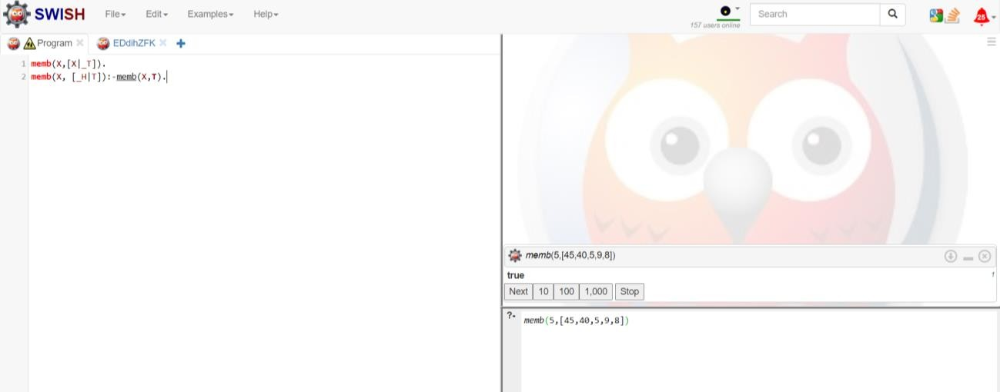 SWISH File Edit Examples Help Search 25
157 users online
Program EDdihZFK
1 memb(X,[X|_T]).
2 memb(X, [_H|T]):-memb(X,T).
memb(5,[45,40,5,9,8])
true 1
Next 10 100 1,000 Stop
?- memb(5,[45,40,5,9,8])